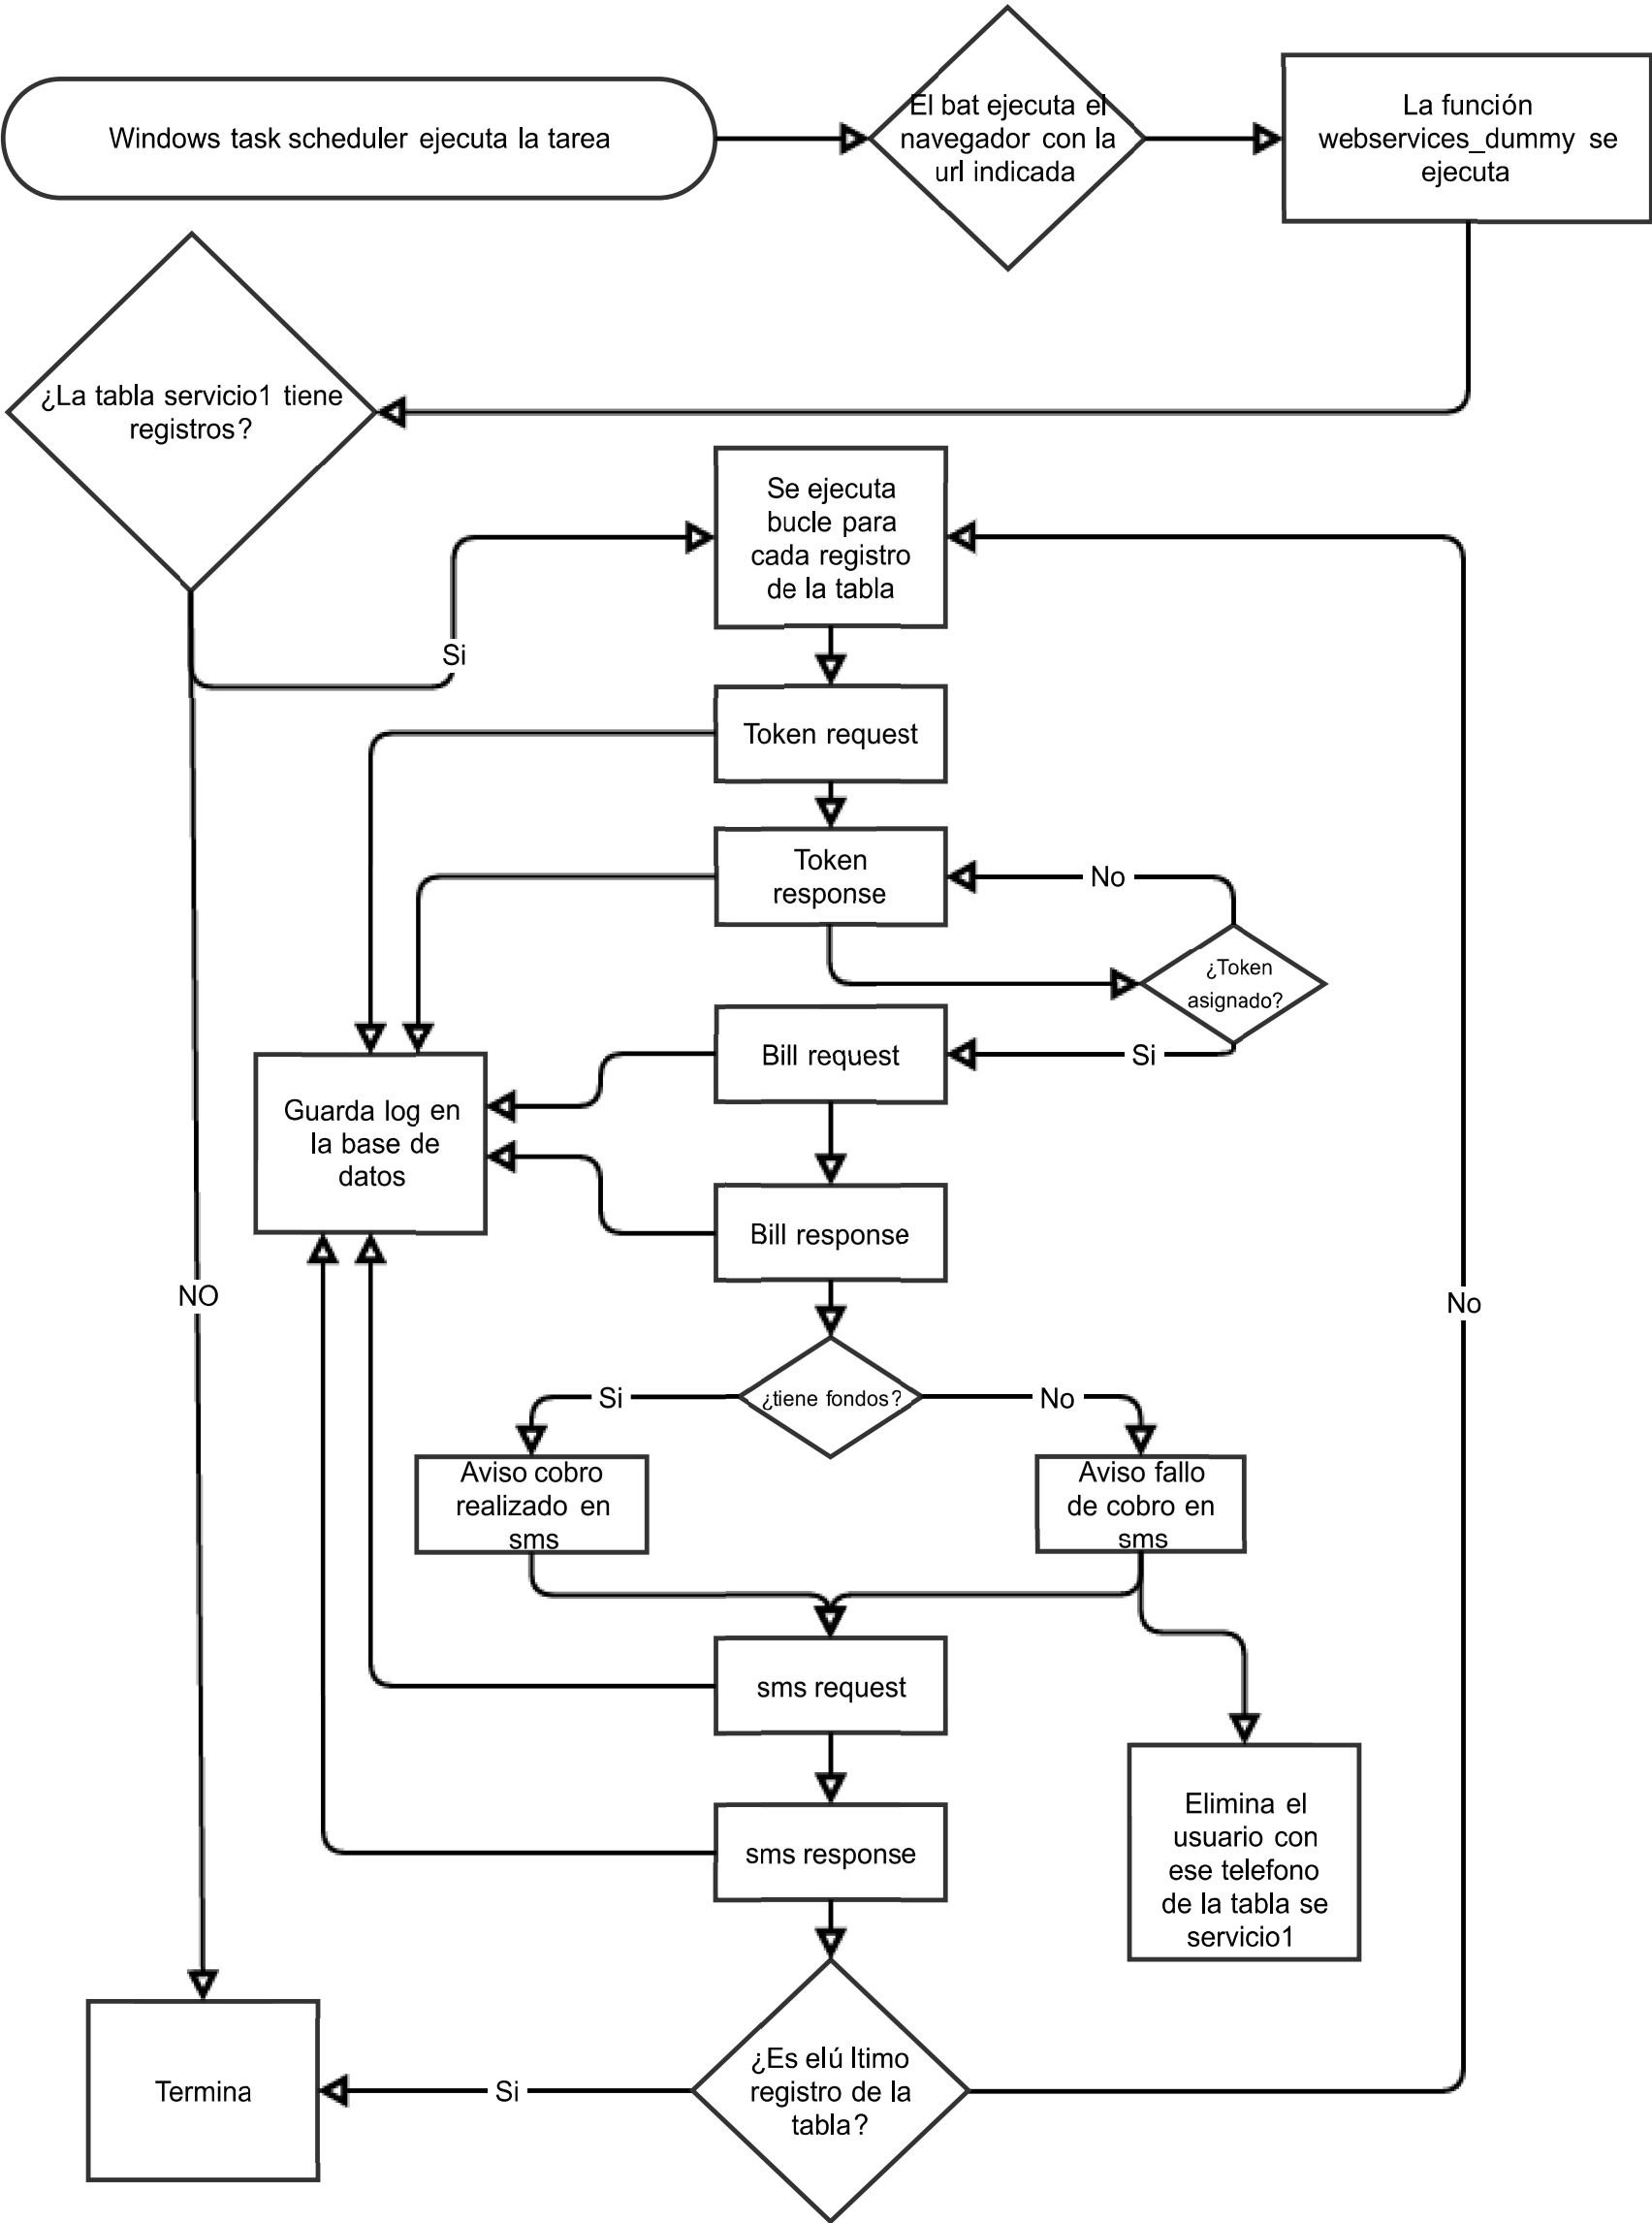 Windows task scheduler ejecuta la tarea
El bat ejecuta el
navegador con la
url indicada
La función
webservices_dummy se
ejecuta
¿La tabla servicio1 tiene
registros?
Se ejecuta
bucle para
cada registro
de la tabla
Si
Token request
Token
response
No
¿Token
asignado?
Bill request
Si
Guarda log en
la base de
datos
Bill response
NO
No
Si
¿tiene fondos?
No
Aviso cobro
realizado en
sms
Aviso fallo
de cobro en
sms
sms request
sms response
Elimina el
usuario con
ese telefono
de la tabla se
servicio1
¿Es elú ltimo
registro de la
tabla?
Si
Termina